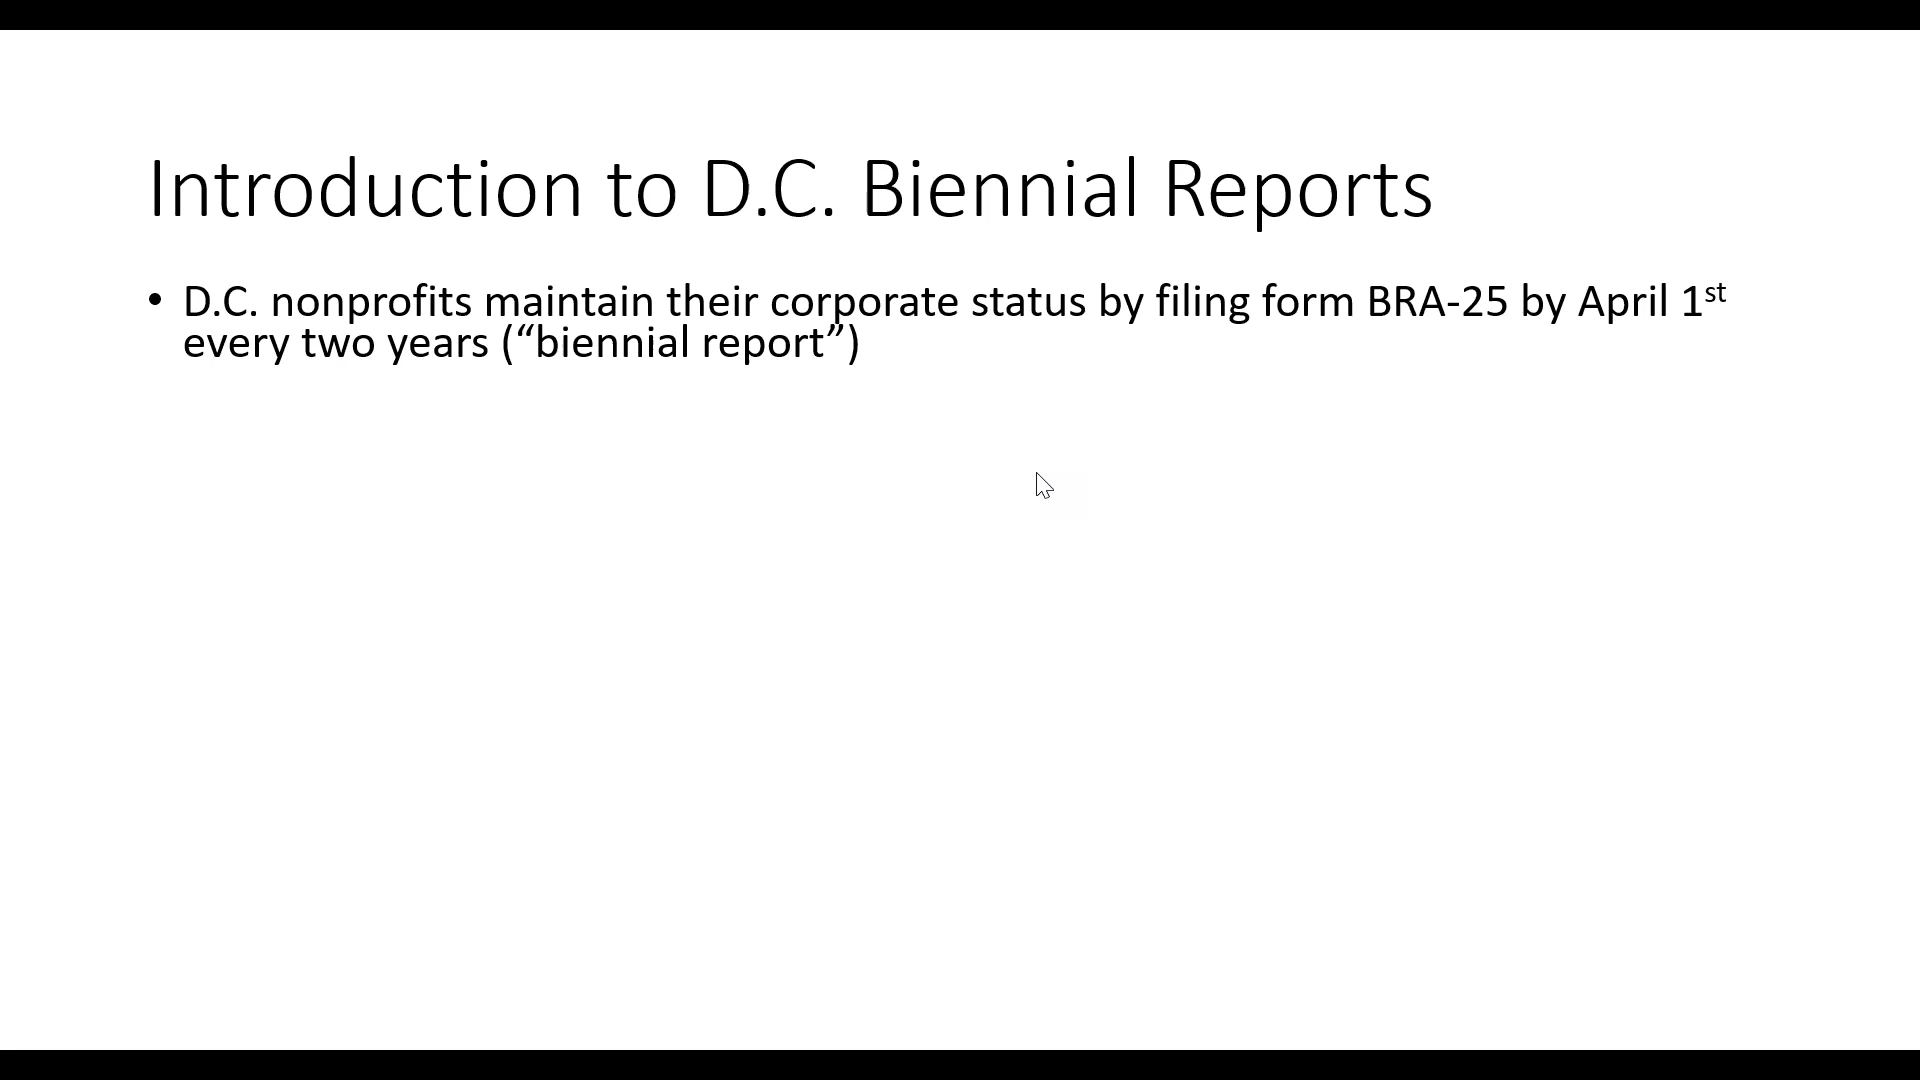 Introduction to D.C. Biennial Reports
• D.C. nonprofits maintain their corporate status by filing form BRA-25 by April 1st
every two years (“biennial report”)